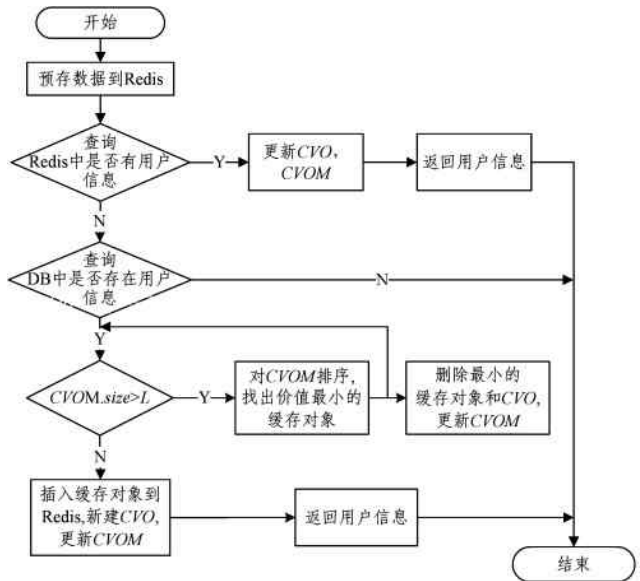 开始
预存数据到Redis
查询
Redis中是否有用户
信息
Y
更新CVO,
CVOM
返回用户信息
N
查询
DB中是否存在用户
信息
N
Y
CVOM.size>L
Y
对CVOM排序,
找出价值最小的
缓存对象
删除最小的
缓存对象和CVO,
更新CVOM
N
插入缓存对象到
Redis,新建CVO,
更新CVOM
返回用户信息
结束